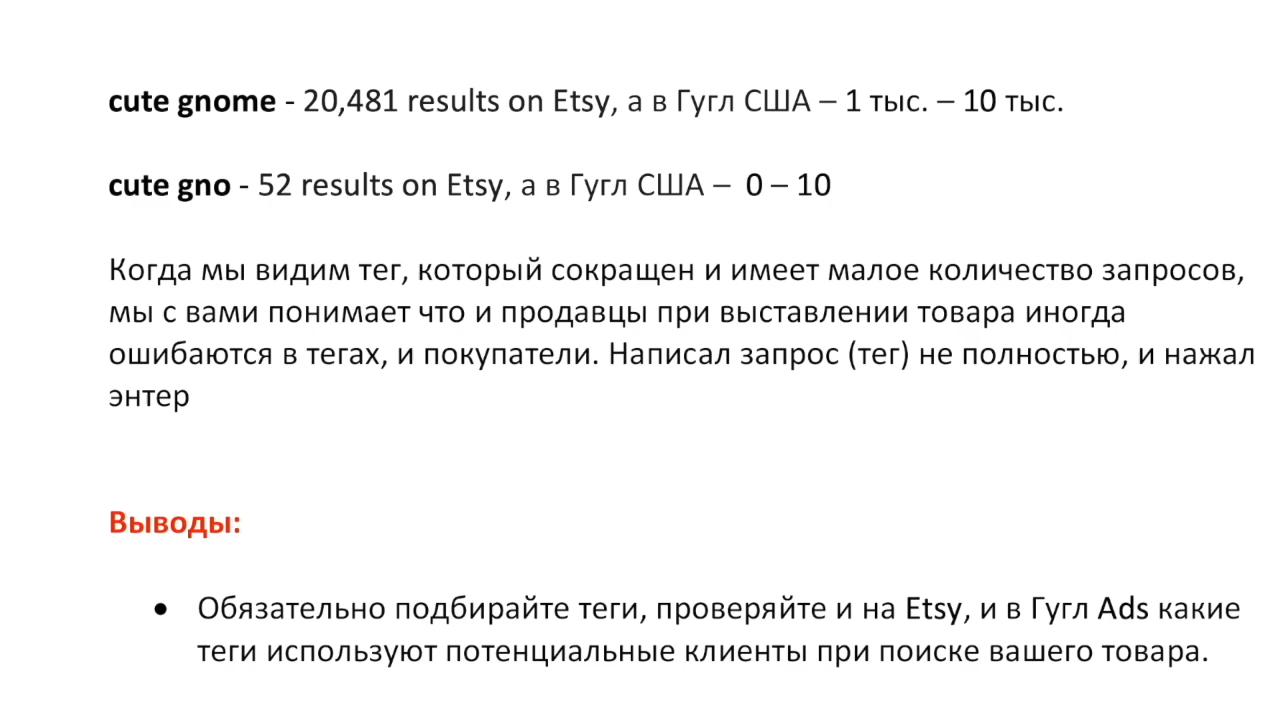 cute gnome - 20,481 results on Etsy, а в Гугл США – 1 тыс. – 10 тыс.
cute gno - 52 results on Etsy, а в Гугл США – 0 – 10
Когда мы видим тег, который сокращен и имеет малое количество запросов,
мы с вами понимает что и продавцы при выставлении товара иногда
ошибаются в тегах, и покупатели. Написал запрос (тег) не полностью, и нажал
энтер
Выводы:
• Обязательно подбирайте теги, проверяйте и на Etsy, и в Гугл Ads какие
теги используют потенциальные клиенты при поиске вашего товара.